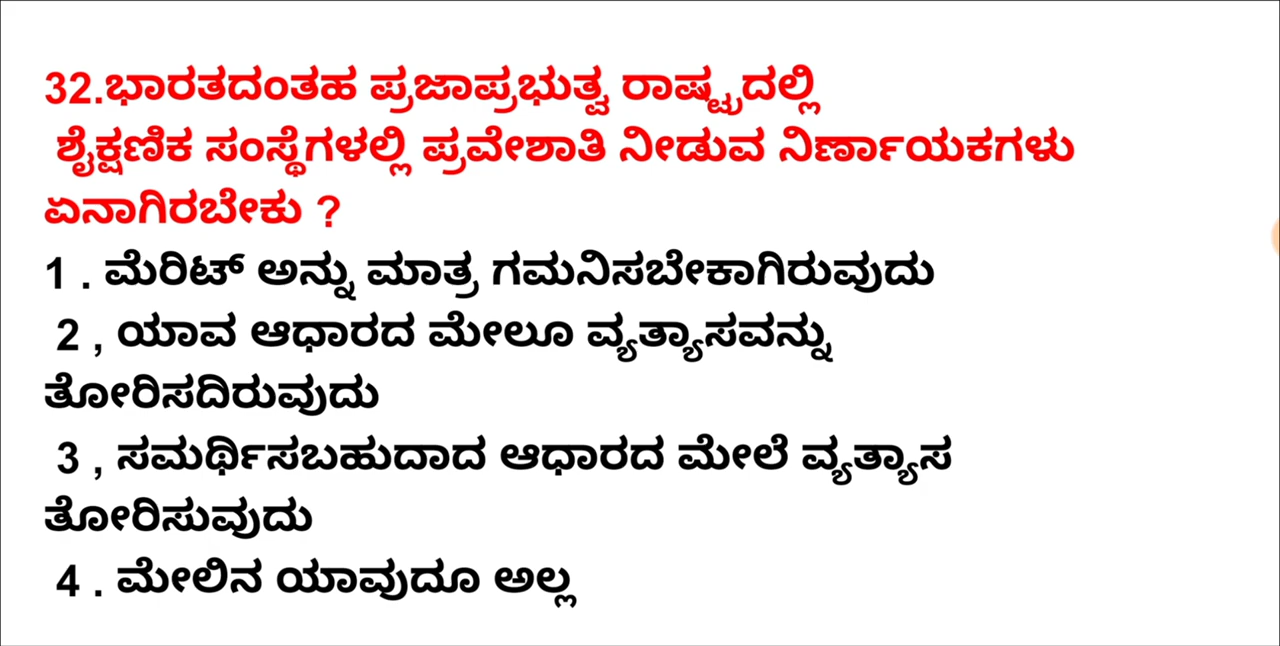 32.ಭಾರತದಂತಹ ಪ್ರಜಾಪ್ರಭುತ್ವ ರಾಷ್ಟ್ರದಲ್ಲಿ
ಶೈಕ್ಷಣಿಕ ಸಂಸ್ಥೆಗಳಲ್ಲಿ ಪ್ರವೇಶಾತಿ ನೀಡುವ ನಿರ್ಣಾಯಕಗಳು
ಏನಾಗಿರಬೇಕು ?
1 . ಮೆರಿಟ್ ಅನ್ನು ಮಾತ್ರ ಗಮನಿಸಬೇಕಾಗಿರುವುದು
2 , ಯಾವ ಆಧಾರದ ಮೇಲೂ ವ್ಯತ್ಯಾಸವನ್ನು
ತೋರಿಸದಿರುವುದು
3 , ಸಮರ್ಥಿಸಬಹುದಾದ ಆಧಾರದ ಮೇಲೆ ವ್ಯತ್ಯಾಸ
ತೋರಿಸುವುದು
4 . ಮೇಲಿನ ಯಾವುದೂ ಅಲ್ಲ